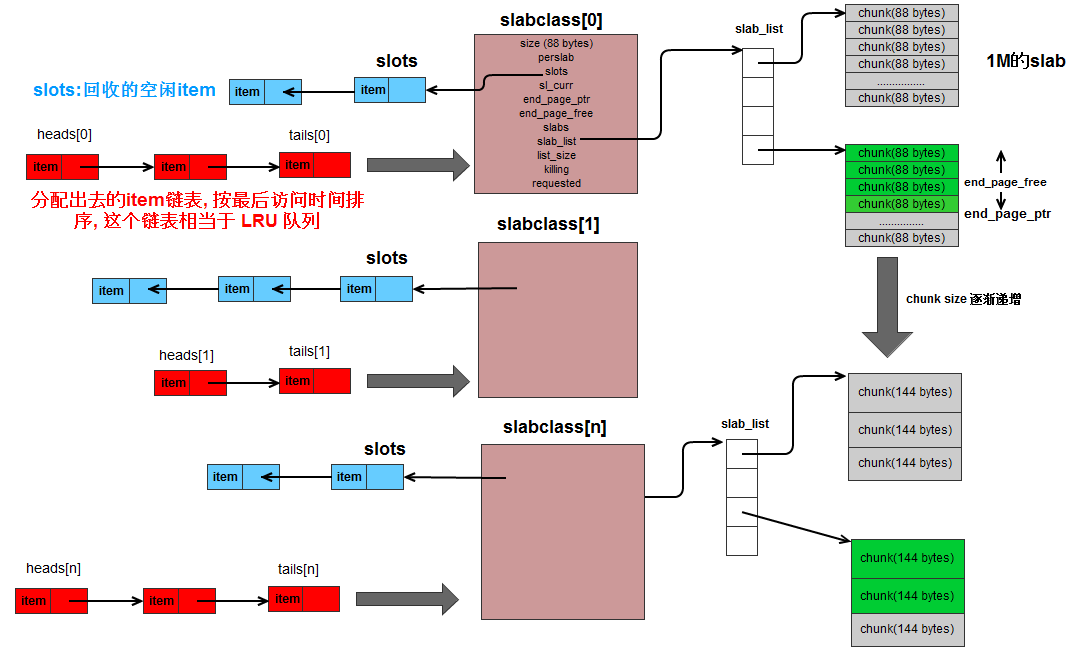 slabclass[0]
size (88 bytes)
perslab
slots
sl_curr
end_page_ptr
end_page_free
slabs
slab_list
list_size
killing
requested
slots
slots:回收的空闲item
item
item
heads[0]
tails[0]
item
item
item
分配出去的item链表, 按最后访问时间排
序, 这个链表相当于 LRU 队列
slab_list
chunk(88 bytes)
chunk(88 bytes)
chunk(88 bytes)
chunk(88 bytes)
................
chunk(88 bytes)
1M的slab
chunk(88 bytes)
chunk(88 bytes)
chunk(88 bytes)
chunk(88 bytes)
...............
chunk(88 bytes)
end_page_free
end_page_ptr
slabclass[1]
slots
item
item
item
heads[1]
tails[1]
item
item
chunk size 逐渐递增
slabclass[n]
slots
item
item
heads[n]
tails[n]
item
item
item
slab_list
chunk(144 bytes)
chunk(144 bytes)
chunk(144 bytes)
chunk(144 bytes)
chunk(144 bytes)
chunk(144 bytes)